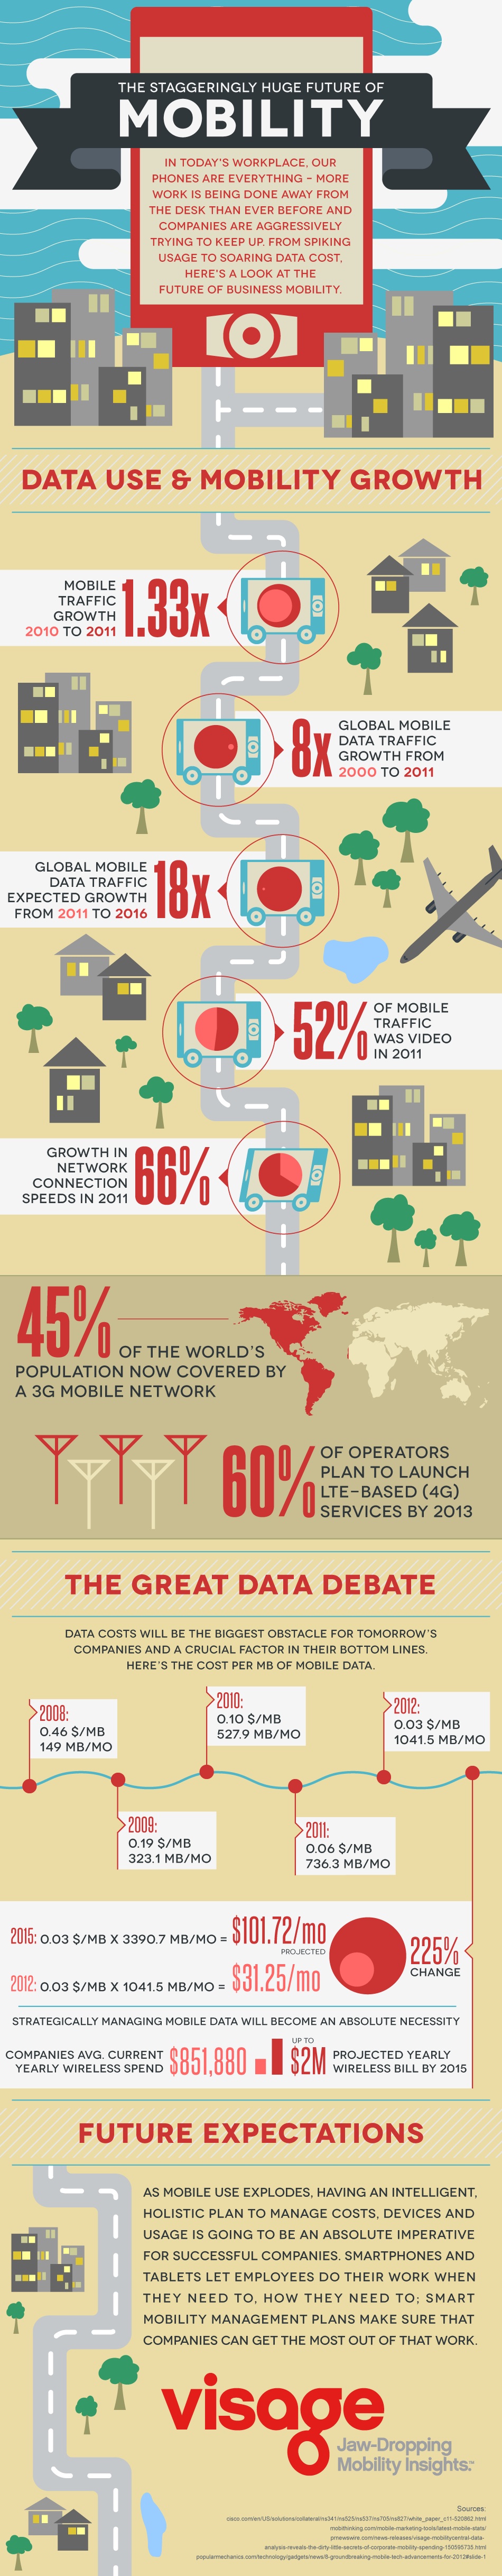 THE STAGGERINGLY HUGE FUTURE OF
MOBILITY
IN TODAY'S WORKPLACE, OUR
PHONES ARE EVERYTHING – MORE
WORK IS BEING DONE AWAY FROM
THE DESK THAN EVER BEFORE AND
COMPANIES ARE AGGRESSIVELY
TRYING TO KEEP UP. FROM SPIKING
USAGE TO SOARING DATA COST,
HERE'S A LOOK AT THE
FUTURE OF BUSINESS MOBILITY.
DATA USE & MOBILITY GROWTH
MOBILE
TRAFFIC
GROWTH
2010 TO 2011
1.33x
8x
GLOBAL MOBILE
DATA TRAFFIC
GROWTH FROM
2000 TO 2011
GLOBAL MOBILE
DATA TRAFFIC
EXPECTED GROWTH
FROM 2011 TO 2016
18x
52%
OF MOBILE
TRAFFIC
WAS VIDEO
IN 2011
GROWTH IN
NETWORK
CONNECTION
SPEEDS IN 2011
66%
45%
OF THE WORLD'S
POPULATION NOW COVERED BY
A 3G MOBILE NETWORK
60%
OF OPERATORS
PLAN TO LAUNCH
LTE-BASED (4G)
SERVICES BY 2013
THE GREAT DATA DEBATE
DATA COSTS WILL BE THE BIGGEST OBSTACLE FOR TOMORROW'S
COMPANIES AND A CRUCIAL FACTOR IN THEIR BOTTOM LINES.
HERE'S THE COST PER MB OF MOBILE DATA.
2008:
0.46 $/MB
149 MB/MO
2009:
0.19 $/MB
323.1 MB/MO
2010:
0.10 $/MB
527.9 MB/MO
2011:
0.06 $/MB
736.3 MB/MO
2012:
0.03 $/MB
1041.5 MB/MO
2015: 0.03 $/MB X 3390.7 MB/MO = $101.72/mo
PROJECTED
2012: 0.03 $/MB X 1041.5 MB/MO = $31.25/mo
225%
CHANGE
STRATEGICALLY MANAGING MOBILE DATA WILL BECOME AN ABSOLUTE NECESSITY
COMPANIES AVG. CURRENT
YEARLY WIRELESS SPEND
$851,880
UP TO
$2M
PROJECTED YEARLY
WIRELESS BILL BY 2015
FUTURE EXPECTATIONS
AS MOBILE USE EXPLODES, HAVING AN INTELLIGENT,
HOLISTIC PLAN TO MANAGE COSTS, DEVICES AND
USAGE IS GOING TO BE AN ABSOLUTE IMPERATIVE
FOR SUCCESSFUL COMPANIES. SMARTPHONES AND
TABLETS LET EMPLOYEES DO THEIR WORK WHEN
THEY NEED TO, HOW THEY NEED TO; SMART
MOBILITY MANAGEMENT PLANS MAKE SURE THAT
COMPANIES CAN GET THE MOST OUT OF THAT WORK.
visage
Jaw-Dropping
Mobility Insights.™
Sources:
cisco.com/en/US/solutions/collateral/ns341/ns525/ns537/ns705/ns827/white_paper_c11-520862.html
mobithinking.com/mobile-marketing-tools/latest-mobile-stats/
prnewswire.com/news-releases/visage-mobilitycentral-data-
analysis-reveals-the-dirty-little-secrets-of-corporate-mobility-spending-150595735.html
popularmechanics.com/technology/gadgets/news/8-groundbreaking-mobile-tech-advancements-for-2012#slide-1